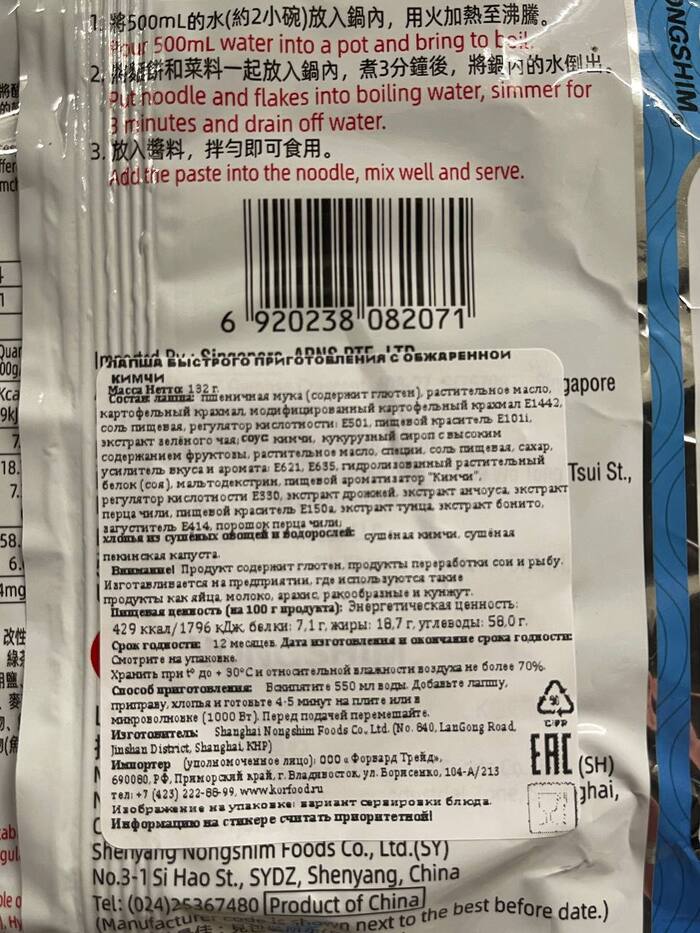 1. 將500mL的水(約2小碗)放入鍋內，用火加熱至沸騰。
Pour 500mL water into a pot and bring to boil.
2. 將麵餅和菜料一起放入鍋內，煮3分鐘後，將鍋內的水倒出。
Put noodle and flakes into boiling water, simmer for
3 minutes and drain off water.
3. 放入醬料，拌勻即可食用。
Add the paste into the noodle, mix well and serve.
ONGSHIM
6 920238 082071
ЛАПША БЫСТРОГО ПРИГОТОВЛЕНИЯ С ОБЖАРЕННОЙ
КИМЧИ
Масса Нетто: 132 г.
Состав: лапша: пшеничная мука (содержит глютен), растительное масло,
картофельный крахмал, модифицированный картофельный крахмал E1442,
соль пищевая, регулятор кислотности: E501, пищевой краситель E101i,
экстракт зелёного чая; соус: кимчи, кукурузный сироп с высоким
содержанием фруктозы, растительное масло, специи, соль пищевая, сахар,
усилитель вкуса и аромата: E621, E635, гидролизованный растительный
белок (соя), мальтодекстрин, пищевой ароматизатор "Кимчи",
регулятор кислотности E330, экстракт дрожжей, экстракт анчоуса, экстракт
перца чили, пищевой краситель E150a, экстракт тунца, экстракт бонито,
загуститель E414, порошок перца чили;
хлопья из сушёных овощей и водорослей: сушёная кимчи, сушёная
пекинская капуста.
Внимание! Продукт содержит глютен, продукты переработки сои и рыбу.
Изготавливается на предприятии, где используются такие
продукты как яйца, молоко, арахис, ракообразные и кунжут.
Пищевая ценность (на 100 г продукта): Энергетическая ценность:
429 ккал/1796 кДж, белки: 7,1 г, жиры: 18,7 г, углеводы: 58,0 г.
Срок годности: 12 месяцев. Дата изготовления и окончание срока годности:
Смотрите на упаковке.
Хранить при t° до + 30°C и относительной влажности воздуха не более 70%.
Способ приготовления: Вскипятите 550 мл воды. Добавьте лапшу,
приправу, хлопья и готовьте 4-5 минут на плите или в
микроволновке (1000 Вт). Перед подачей перемешайте.
Изготовитель: Shanghai Nongshim Foods Co., Ltd. (No. 840, LanGong Road,
Jinshan District, Shanghai, КНР)
Импортер (уполномоченное лицо): ООО «Форвард Трейд»,
690080, РФ, Приморский край, г. Владивосток, ул. Борисенко, 104-А/213
тел: +7 (423) 222-88-99, www.korfood.ru
Изображение на упаковке: вариант сервировки блюда.
Информацию на стикере считать приоритетной!
C/PP
EAC
gapore
Tsui St.,
(SH)
ghai,
Shenyang Nongshim Foods Co., Ltd.(SY)
No.3-1 Si Hao St., SYDZ, Shenyang, China
Tel: (024)25367480 Product of China
(Manufacturer code is shown next to the best before date.)